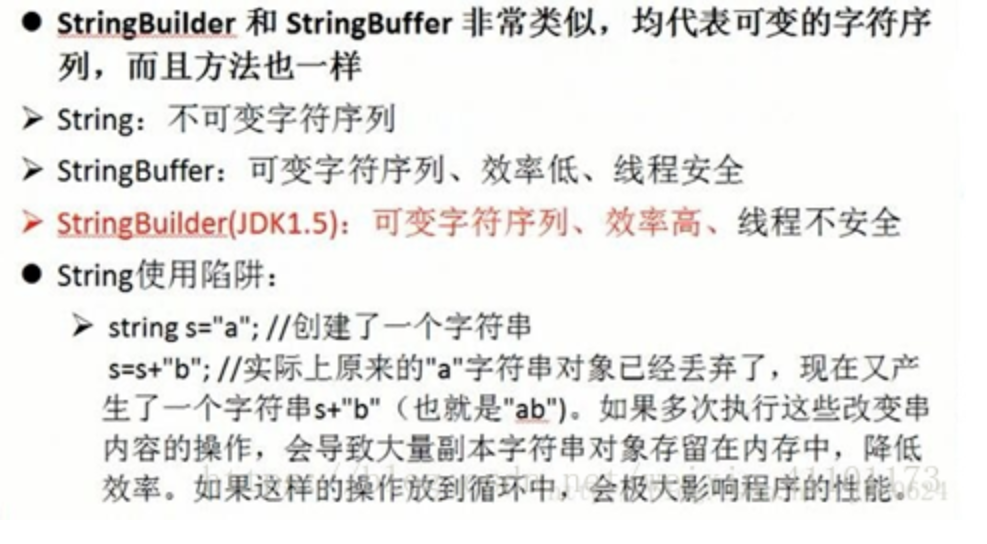 ● StringBuilder 和 StringBuffer 非常类似，均代表可变的字符序
列，而且方法也一样
➢ String：不可变字符序列
➢ StringBuffer：可变字符序列、效率低、线程安全
➢ StringBuilder(JDK1.5)：可变字符序列、效率高、线程不安全
● String使用陷阱：
➢ string s="a"; //创建了一个字符串
s=s+"b"; //实际上原来的"a"字符串对象已经丢弃了，现在又产
生了一个字符串s+"b"（也就是"ab")。如果多次执行这些改变串
内容的操作，会导致大量副本字符串对象存留在内存中，降低
效率。如果这样的操作放到循环中，会极大影响程序的性能。